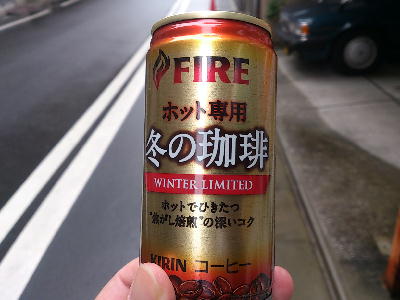 FIRE
ホット専用
冬の珈琲
WINTER LIMITED
ホットでひきたつ
"焦がし焙煎"の深いコク
KIRIN コーヒー